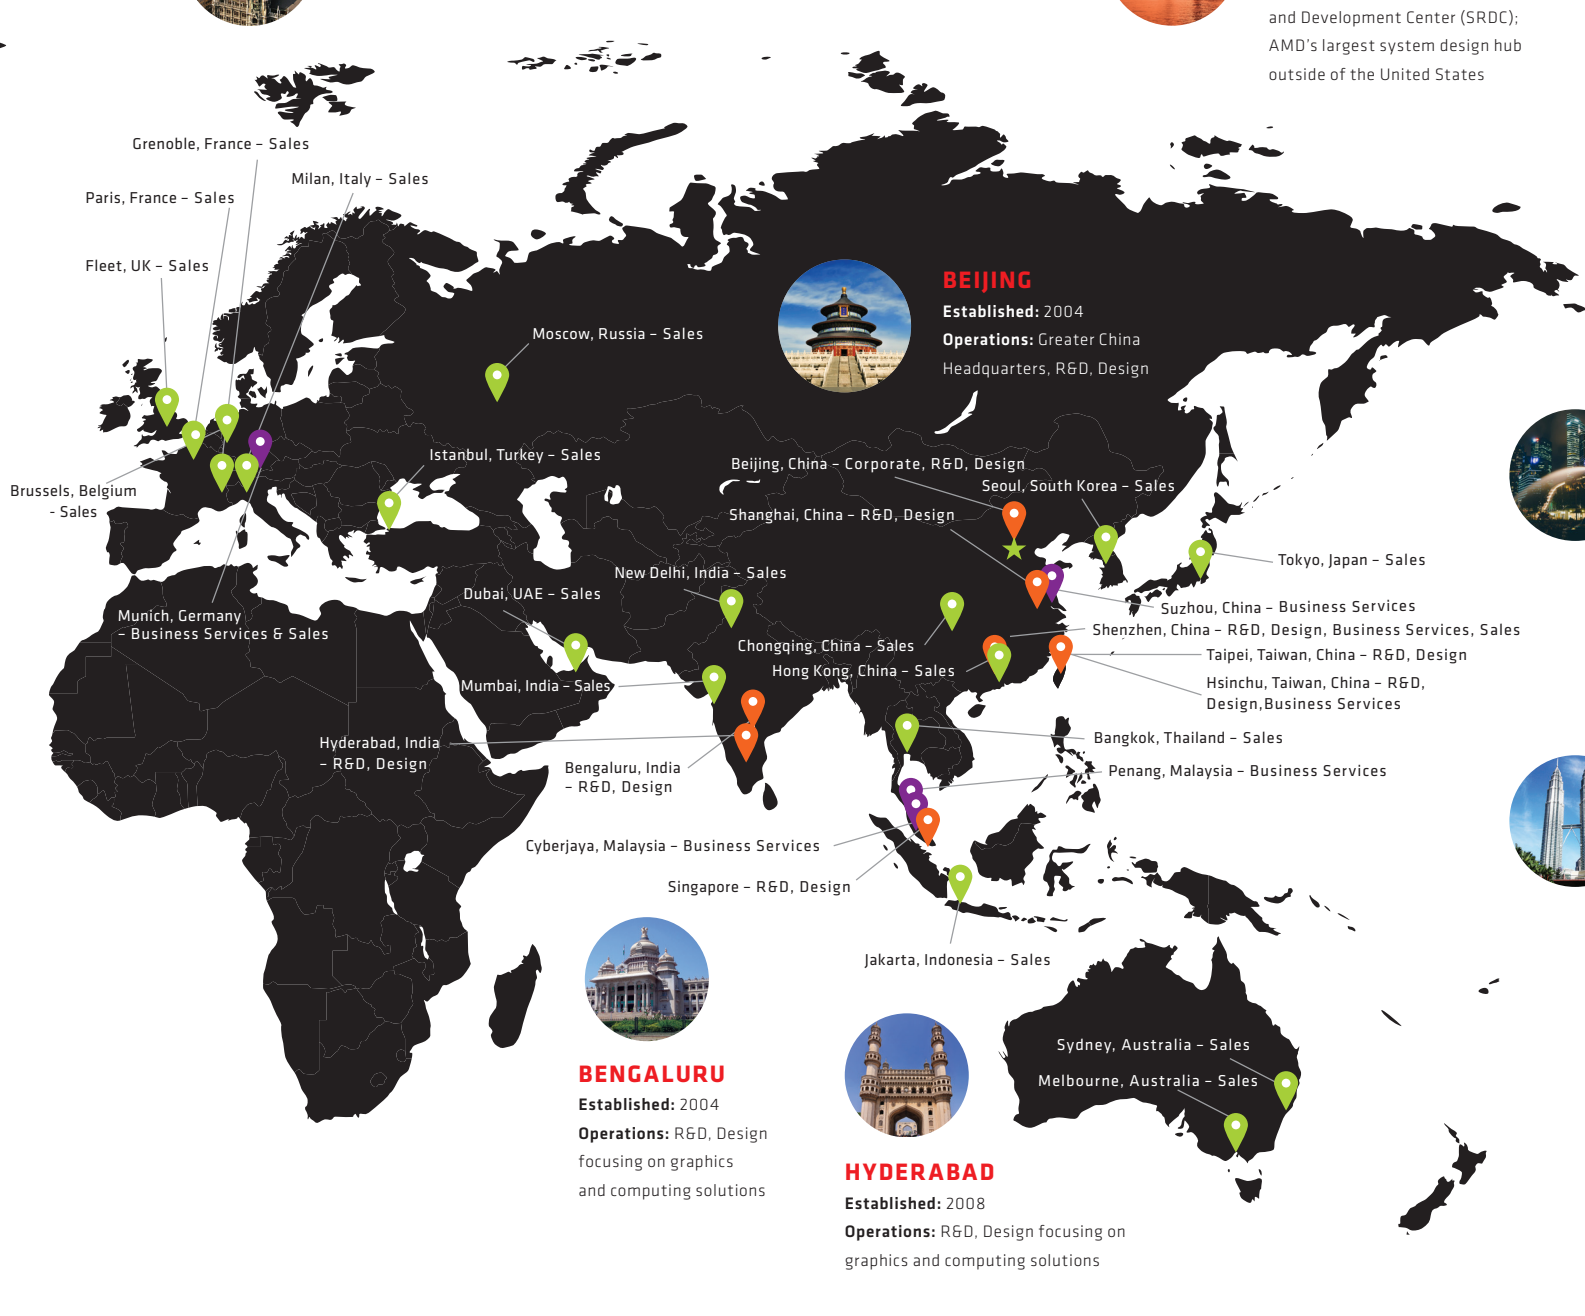 and Development Center (SRDC);
AMD's largest system design hub
outside of the United States
Grenoble, France – Sales
Milan, Italy – Sales
Paris, France – Sales
Fleet, UK – Sales
BEIJING
Established: 2004
Operations: Greater China
Headquarters, R&D, Design
Moscow, Russia – Sales
Istanbul, Turkey – Sales
Beijing, China – Corporate, R&D, Design
Seoul, South Korea – Sales
Brussels, Belgium
- Sales
Shanghai, China – R&D, Design
Tokyo, Japan – Sales
New Delhi, India – Sales
Dubai, UAE – Sales
Suzhou, China – Business Services
Munich, Germany
– Business Services & Sales
Shenzhen, China – R&D, Design, Business Services, Sales
Chongqing, China – Sales
Taipei, Taiwan, China – R&D, Design
Hong Kong, China – Sales
Mumbai, India – Sales
Hsinchu, Taiwan, China – R&D,
Design,Business Services
Hyderabad, India
– R&D, Design
Bangkok, Thailand – Sales
Bengaluru, India
– R&D, Design
Penang, Malaysia – Business Services
Cyberjaya, Malaysia – Business Services
Singapore – R&D, Design
Jakarta, Indonesia – Sales
Sydney, Australia – Sales
Melbourne, Australia – Sales
BENGALURU
Established: 2004
Operations: R&D, Design
focusing on graphics
and computing solutions
HYDERABAD
Established: 2008
Operations: R&D, Design focusing on
graphics and computing solutions